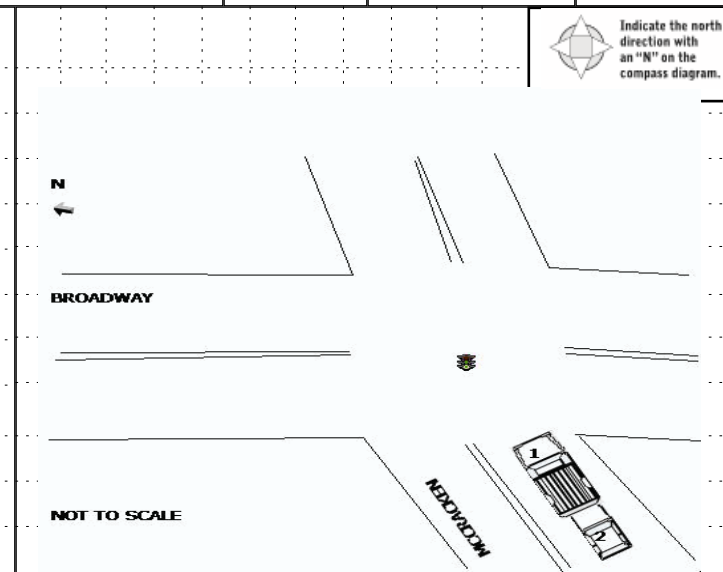 Indicate the north
direction with
an "N" on the
compass diagram.
N
BROADWAY
1
MCCRACKEN
2
NOT TO SCALE